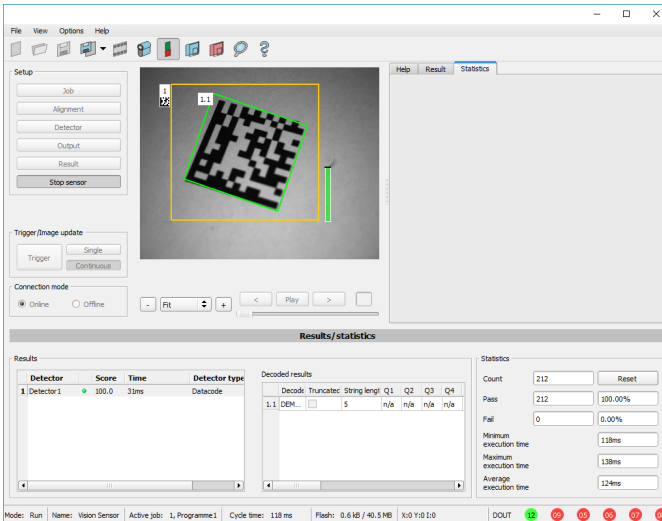 File View Options Help
Setup
Job
Alignment
Detector
Output
Result
Stop sensor
Trigger/Image update
Trigger
Single
Continuous
Connection mode
Online Offline
1
1.1
- Fit + < Play >
Help Result Statistics
Results/statistics
Results
Detector Score Time Detector type
1 Detector1 100.0 31ms Datacode
Decoded results
Decode Truncated String lengt Q1 Q2 Q3 Q4
1.1 DEM... 5 n/a n/a n/a n/a
Statistics
Count 212 Reset
Pass 212 100.00%
Fail 0 0.00%
Minimum
execution time 118ms
Maximum
execution time 138ms
Average
execution time 124ms
Mode: Run Name: Vision Sensor Active job: 1, Programme1 Cycle time: 118 ms Flash: 0.6 kB / 40.5 MB X:0 Y:0 I:0 DOUT 12 09 05 06 07